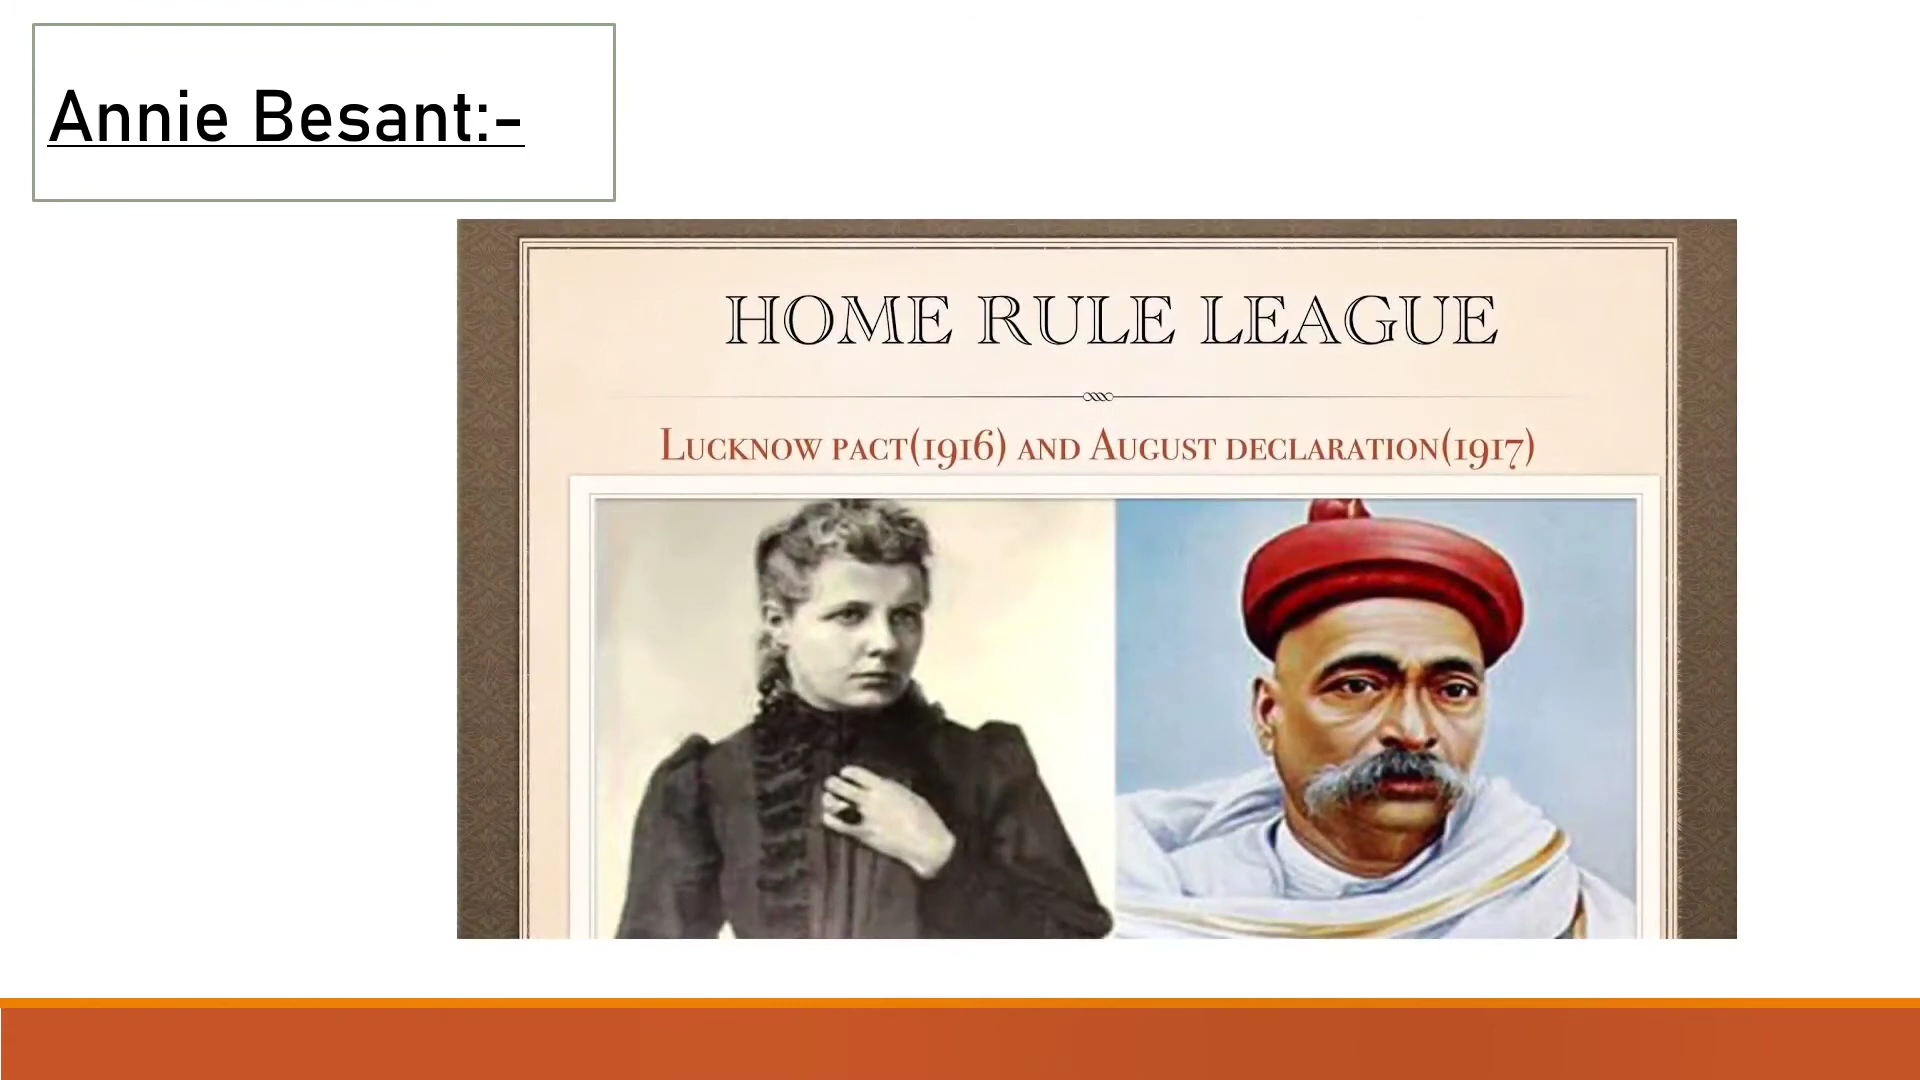 Annie Besant:-
HOME RULE LEAGUE
LUCKNOW PACT(1916) AND AUGUST DECLARATION(1917)